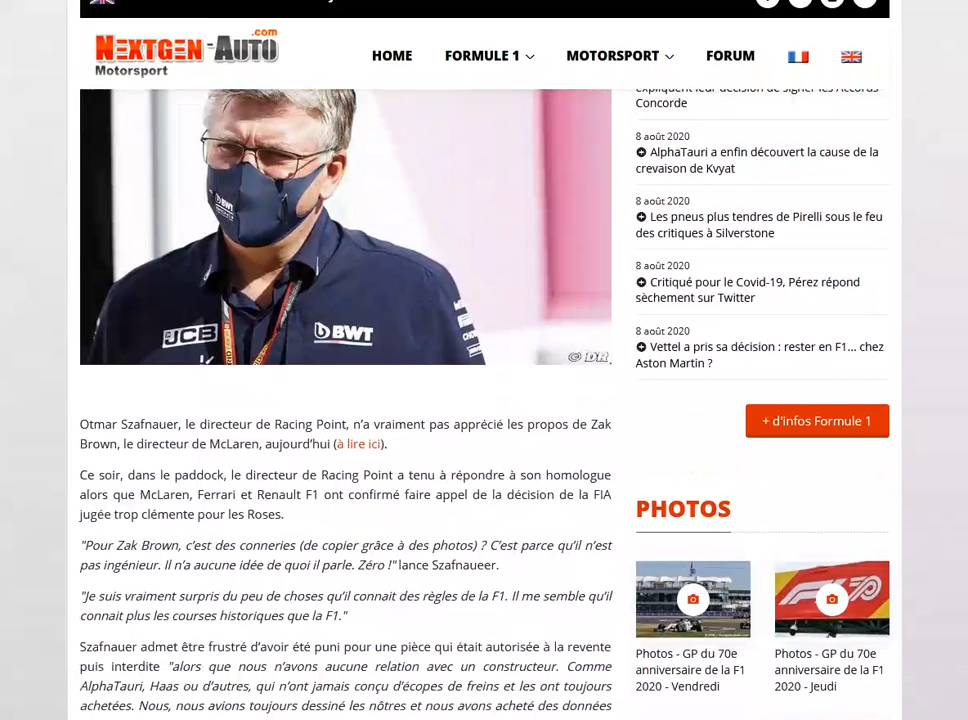 .com
NEXTGEN-AUTO
Motorsport
HOME
FORMULE 1
MOTORSPORT
FORUM
BWT
JCB
BWT
© DR
Otmar Szafnauer, le directeur de Racing Point, n’a vraiment pas apprécié les propos de Zak
Brown, le directeur de McLaren, aujourd’hui (à lire ici).
Ce soir, dans le paddock, le directeur de Racing Point a tenu à répondre à son homologue
alors que McLaren, Ferrari et Renault F1 ont confirmé faire appel de la décision de la FIA
jugée trop clémente pour les Roses.
"Pour Zak Brown, c’est des conneries (de copier grâce à des photos) ? C’est parce qu’il n’est
pas ingénieur. Il n’a aucune idée de quoi il parle. Zéro !" lance Szafnaueer.
"Je suis vraiment surpris du peu de choses qu’il connait des règles de la F1. Il me semble qu’il
connait plus les courses historiques que la F1."
Szafnauer admet être frustré d’avoir été puni pour une pièce qui était autorisée à la revente
puis interdite "alors que nous n’avons aucune relation avec un constructeur. Comme
AlphaTauri, Haas ou d’autres, qui n’ont jamais conçu d’écopes de freins et les ont toujours
achetées. Nous, nous avions toujours dessiné les nôtres et nous avons acheté des données
expliquent leur décision de signer les Accords
Concorde
8 août 2020
AlphaTauri a enfin découvert la cause de la
crevaison de Kvyat
8 août 2020
Les pneus plus tendres de Pirelli sous le feu
des critiques à Silverstone
8 août 2020
Critiqué pour le Covid-19, Pérez répond
sèchement sur Twitter
8 août 2020
Vettel a pris sa décision : rester en F1... chez
Aston Martin ?
+ d'infos Formule 1
PHOTOS
Photos - GP du 70e
anniversaire de la F1
2020 - Vendredi
Photos - GP du 70e
anniversaire de la F1
2020 - Jeudi